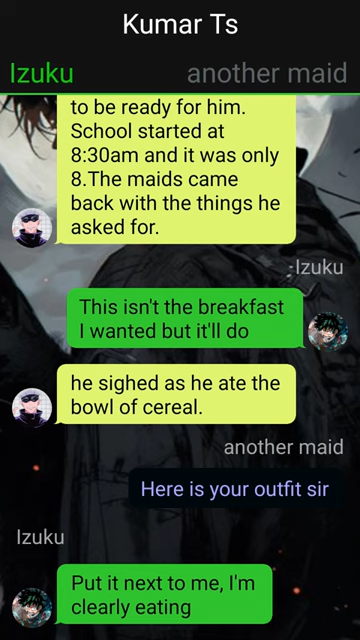 Kumar Ts
Izuku
another maid
to be ready for him.
School started at
8:30am and it was only
8.The maids came
back with the things he
asked for.
Izuku
This isn't the breakfast
I wanted but it'll do
he sighed as he ate the
bowl of cereal.
another maid
Here is your outfit sir
Izuku
Put it next to me, I'm
clearly eating